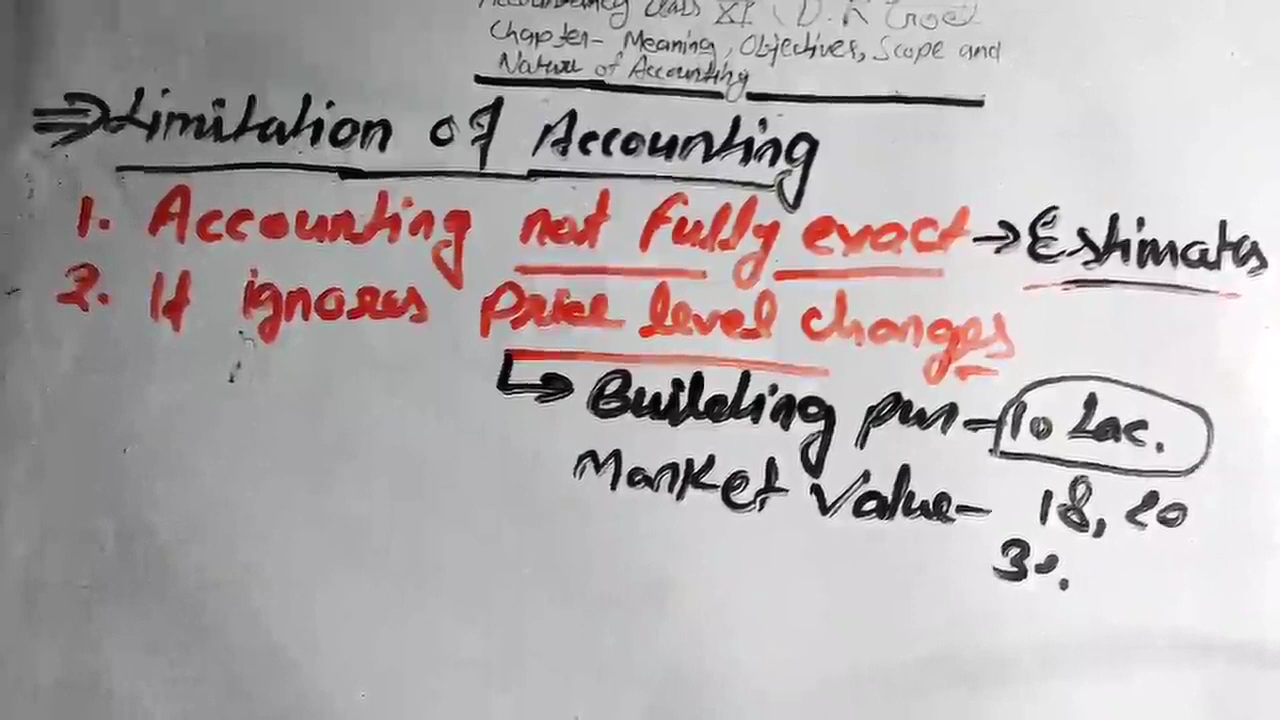 Accountancy Class XI D.K Goel
Chapter- Meaning, Objectives, Scope and
Nature of Accounting
⇒ Limitation of Accounting
1. Accounting not fully exact → Estimates
2. It ignores price level changes
↳ Building pur - 10 Lac.
Market Value - 18, 20
30.